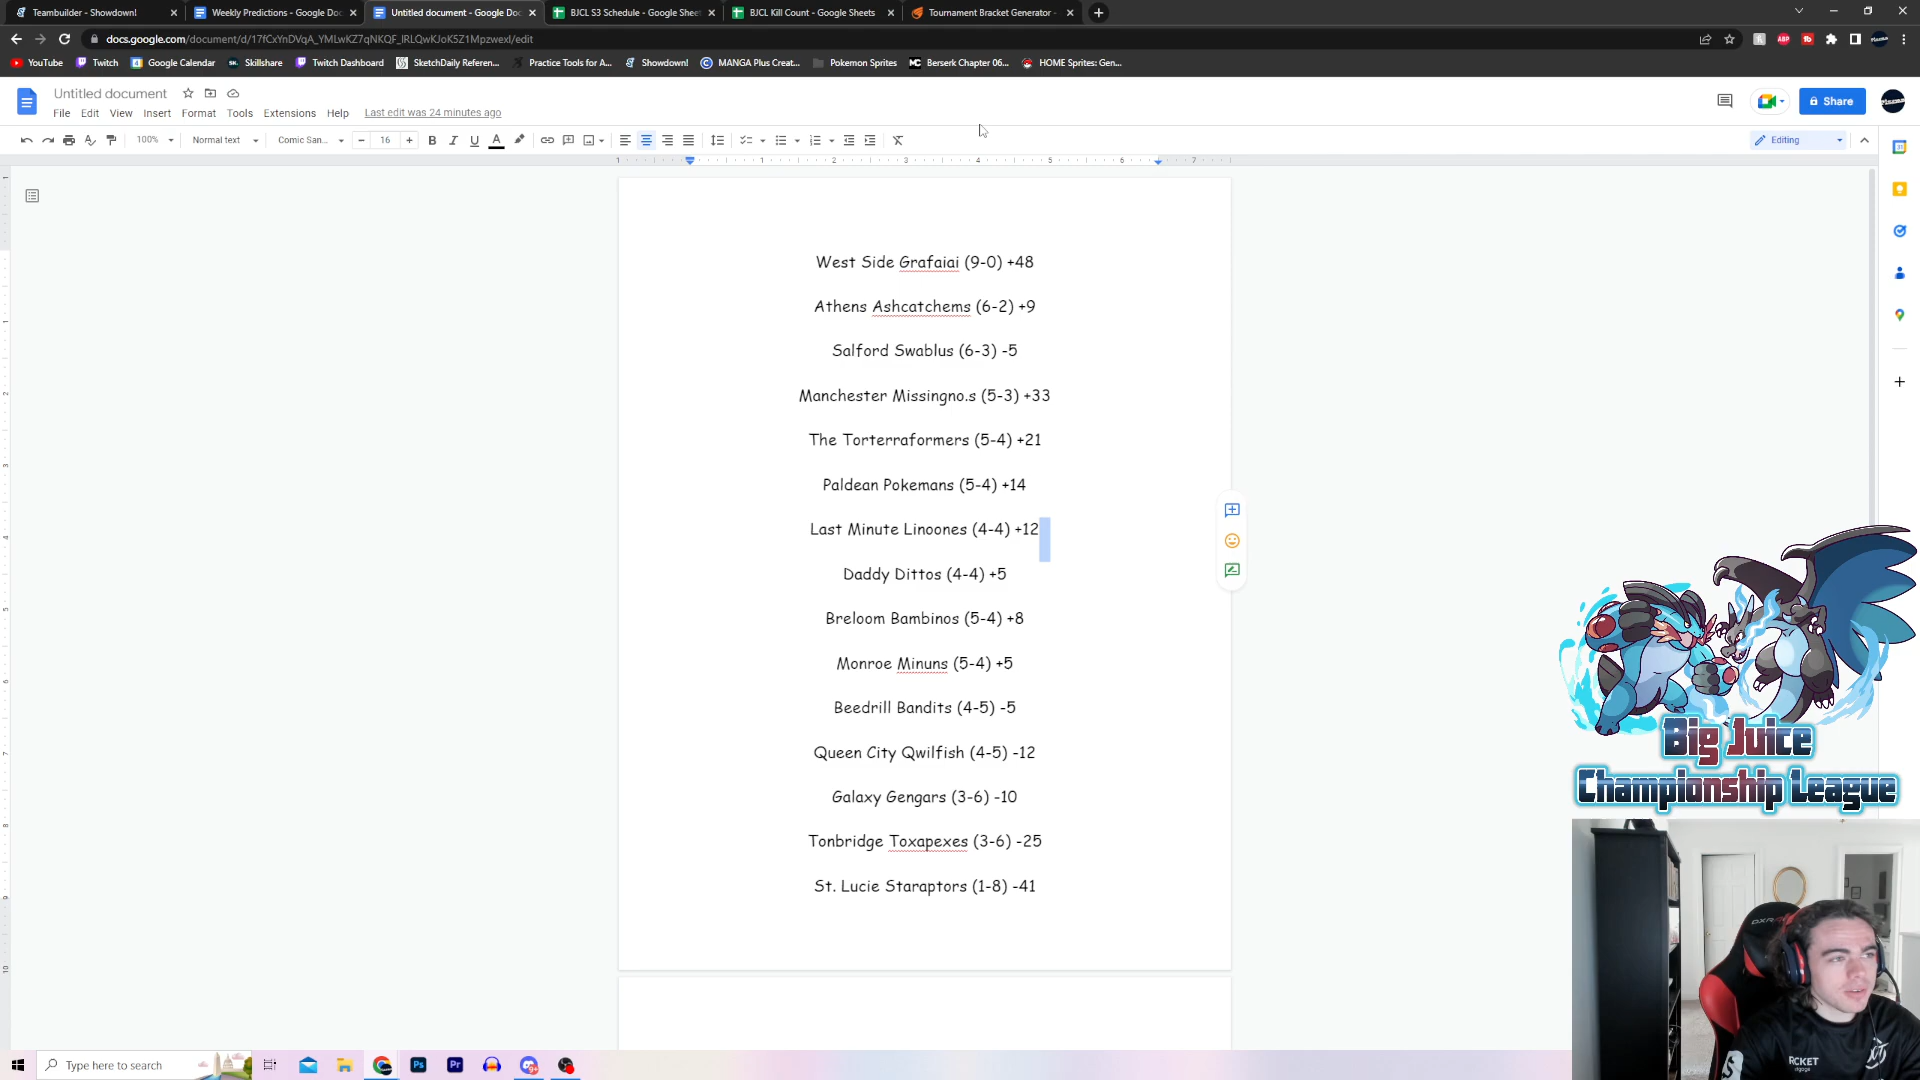 Teambuilder - Showdown!
Weekly Predictions - Google Doc
Untitled document - Google Doc
BJCL S3 Schedule - Google Sheet
BJCL Kill Count - Google Sheets
Tournament Bracket Generator -
docs.google.com/document/d/17fCxYnDVqA_YMLwKZ7qNKQF_lRLQwKJoK5Z1Mpzwexl/edit
YouTube
Twitch
Google Calendar
Skillshare
Twitch Dashboard
SketchDaily Referen...
Practice Tools for A...
Showdown!
MANGA Plus Creat...
Pokemon Sprites
Berserk Chapter 06...
HOME Sprites: Gen...
Untitled document
File Edit View Insert Format Tools Extensions Help Last edit was 24 minutes ago
Share
100% Normal text Comic San... 16
Editing
West Side Grafaiai (9-0) +48
Athens Ashcatchems (6-2) +9
Salford Swablus (6-3) -5
Manchester Missingno.s (5-3) +33
The Torterraformers (5-4) +21
Paldean Pokemans (5-4) +14
Last Minute Linoones (4-4) +12
Daddy Dittos (4-4) +5
Breloom Bambinos (5-4) +8
Monroe Minuns (5-4) +5
Beedrill Bandits (4-5) -5
Queen City Qwilfish (4-5) -12
Galaxy Gengars (3-6) -10
Tonbridge Toxapexes (3-6) -25
St. Lucie Staraptors (1-8) -41
Big Juice
Championship League
Type here to search